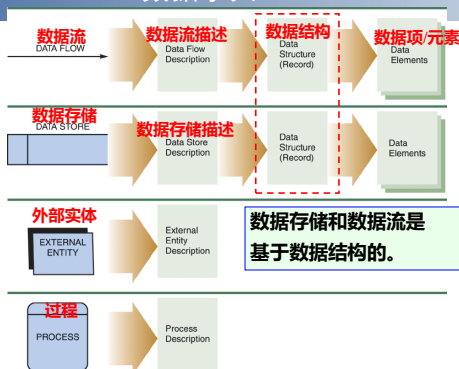 数据流
DATA FLOW
数据流描述
Data Flow
Description
数据结构
Data
Structure
(Record)
数据项/元素
Data
Elements
数据存储
DATA STORE
数据存储描述
Data Store
Description
Data
Structure
(Record)
Data
Elements
外部实体
EXTERNAL
ENTITY
External
Entity
Description
数据存储和数据流是
基于数据结构的。
过程
PROCESS
Process
Description